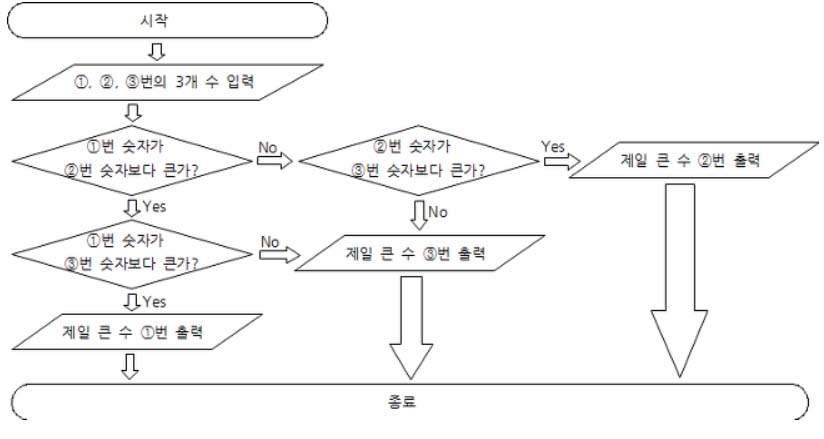 시작
①, ②, ③번의 3개 수 입력
①번 숫자가
②번 숫자보다 큰가?
No
②번 숫자가
③번 숫자보다 큰가?
Yes
제일 큰 수 ②번 출력
Yes
No
①번 숫자가
③번 숫자보다 큰가?
No
제일 큰 수 ③번 출력
Yes
제일 큰 수 ①번 출력
종료